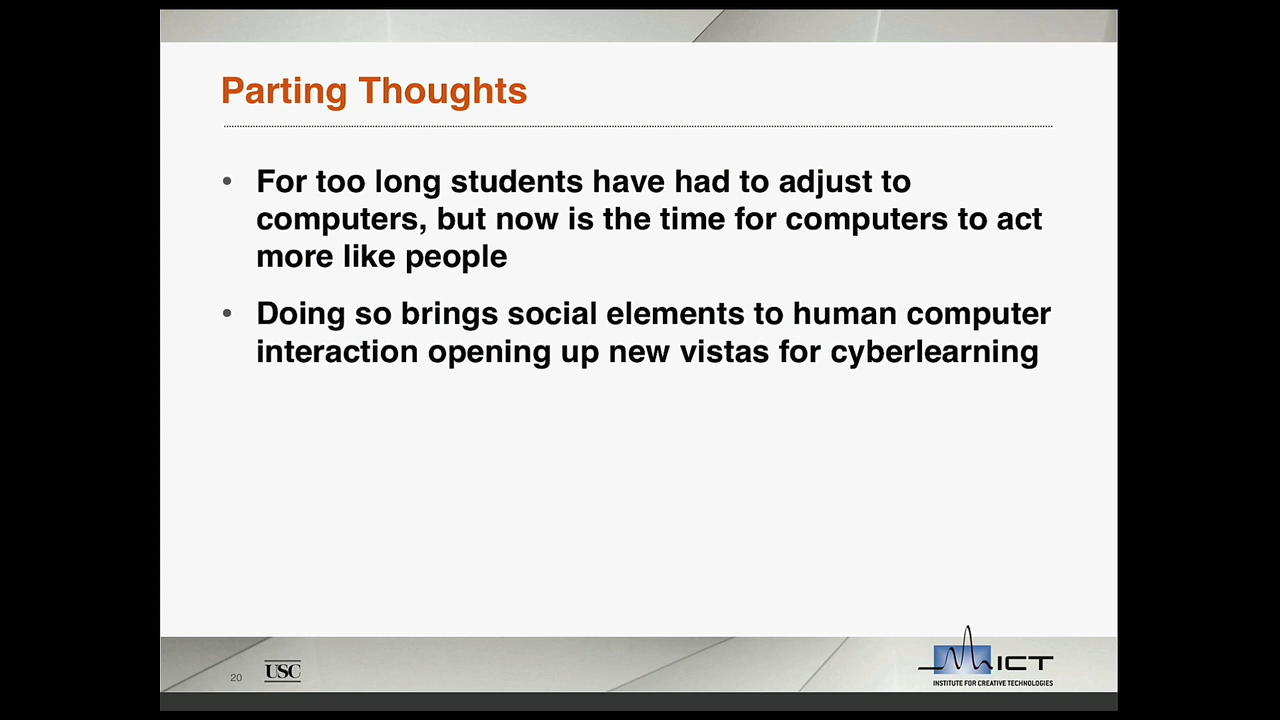 Parting Thoughts
• For too long students have had to adjust to
computers, but now is the time for computers to act
more like people
• Doing so brings social elements to human computer
interaction opening up new vistas for cyberlearning
20
USC
ICT
INSTITUTE FOR CREATIVE TECHNOLOGIES